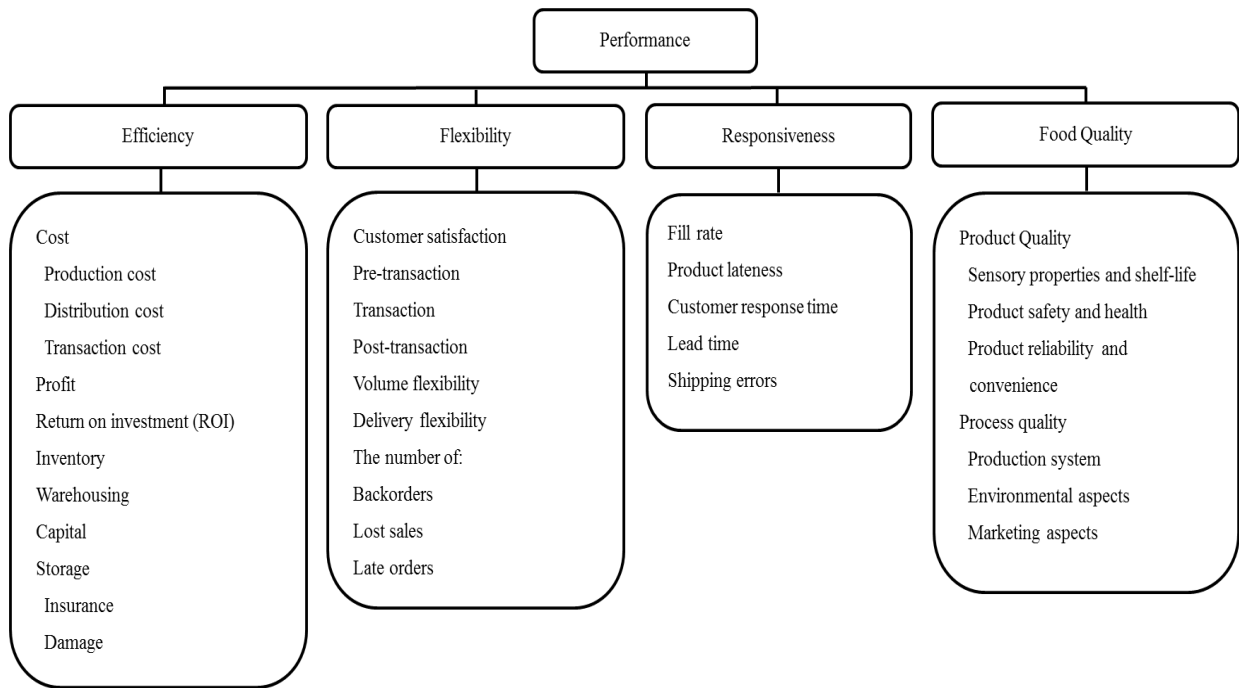 Performance
Efficiency
Flexibility
Responsiveness
Food Quality
Cost
Production cost
Distribution cost
Transaction cost
Profit
Return on investment (ROI)
Inventory
Warehousing
Capital
Storage
Insurance
Damage
Customer satisfaction
Pre-transaction
Transaction
Post-transaction
Volume flexibility
Delivery flexibility
The number of:
Backorders
Lost sales
Late orders
Fill rate
Product lateness
Customer response time
Lead time
Shipping errors
Product Quality
Sensory properties and shelf-life
Product safety and health
Product reliability and
convenience
Process quality
Production system
Environmental aspects
Marketing aspects